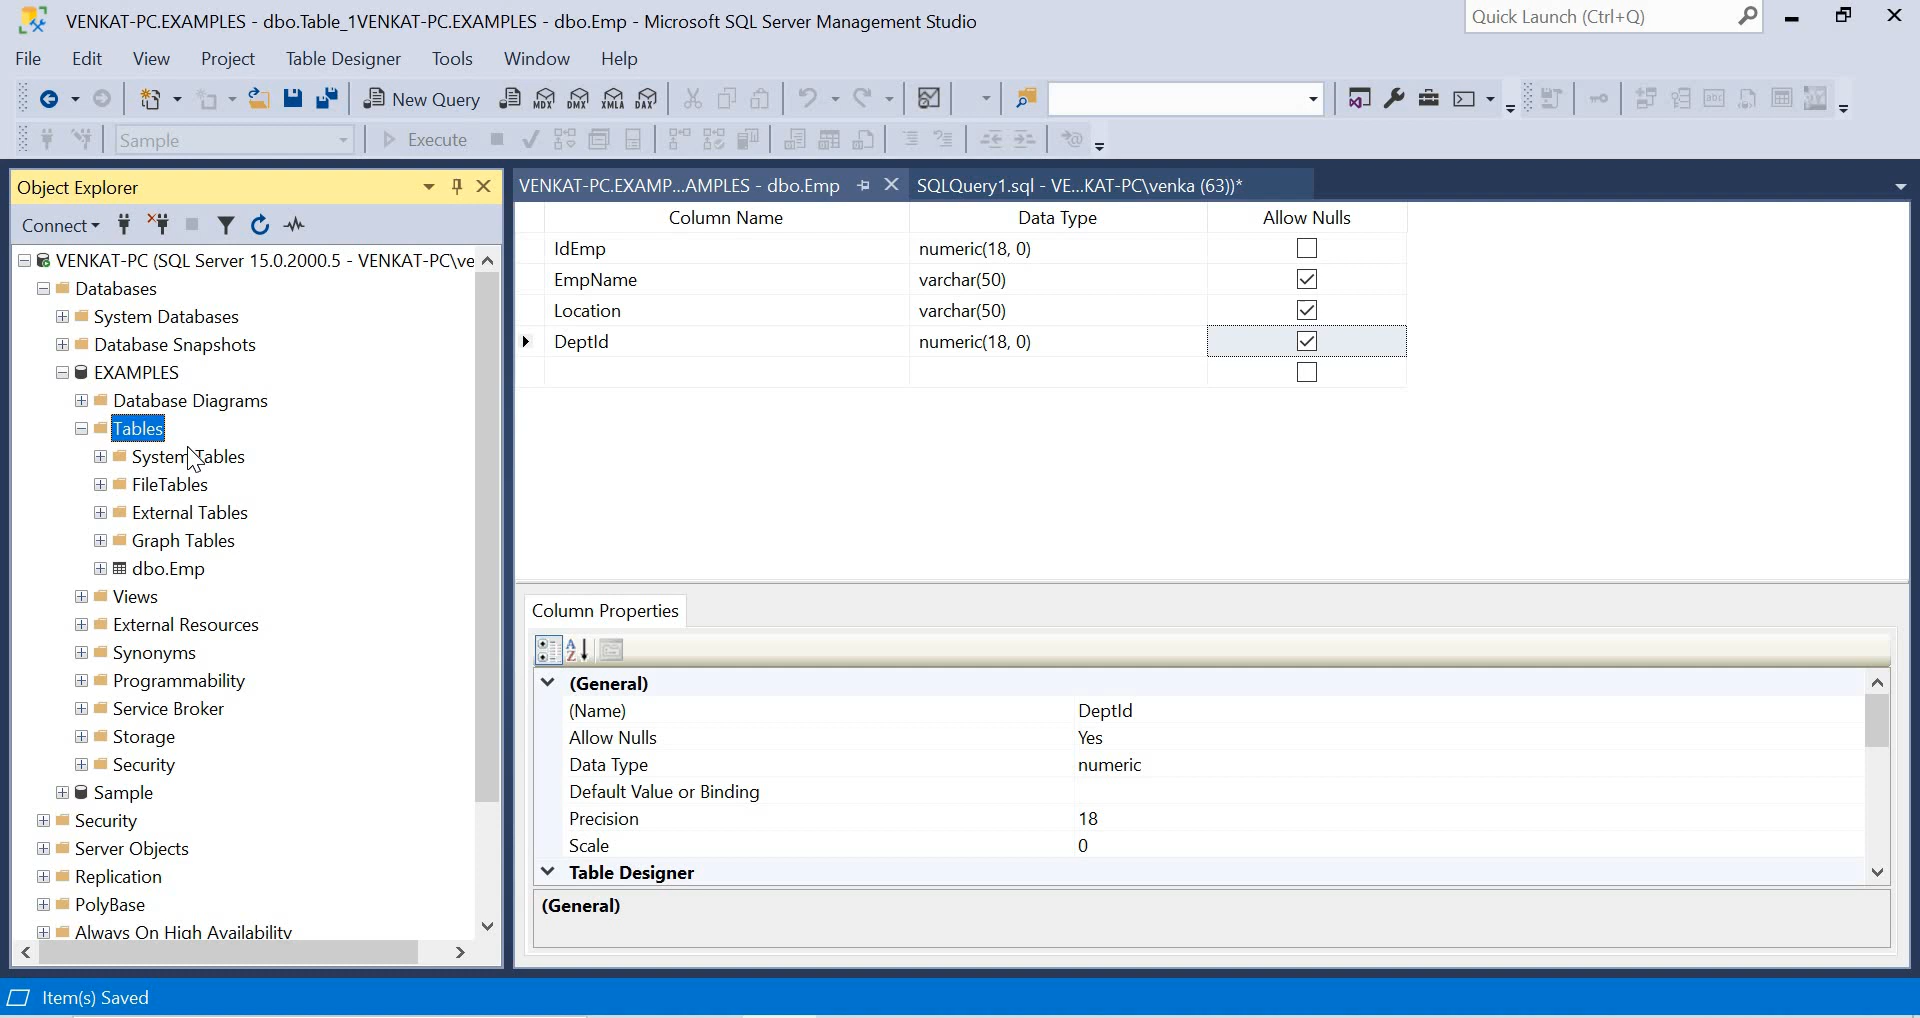 VENKAT-PC.EXAMPLES - dbo.Table_1VENKAT-PC.EXAMPLES - dbo.Emp - Microsoft SQL Server Management Studio
Quick Launch (Ctrl+Q)
File Edit View Project Table Designer Tools Window Help
New Query MDX DMX XMLA DAX
Sample Execute
Object Explorer
Connect
VENKAT-PC (SQL Server 15.0.2000.5 - VENKAT-PC\ve
Databases
System Databases
Database Snapshots
EXAMPLES
Database Diagrams
Tables
System Tables
FileTables
External Tables
Graph Tables
dbo.Emp
Views
External Resources
Synonyms
Programmability
Service Broker
Storage
Security
Sample
Security
Server Objects
Replication
PolyBase
Always On High Availability
VENKAT-PC.EXAMP...AMPLES - dbo.Emp
SQLQuery1.sql - VE...KAT-PC\venka (63))*
Column Name Data Type Allow Nulls
IdEmp numeric(18, 0)
EmpName varchar(50)
Location varchar(50)
DeptId numeric(18, 0)
Column Properties
(General)
(Name) DeptId
Allow Nulls Yes
Data Type numeric
Default Value or Binding
Precision 18
Scale 0
Table Designer
(General)
Item(s) Saved